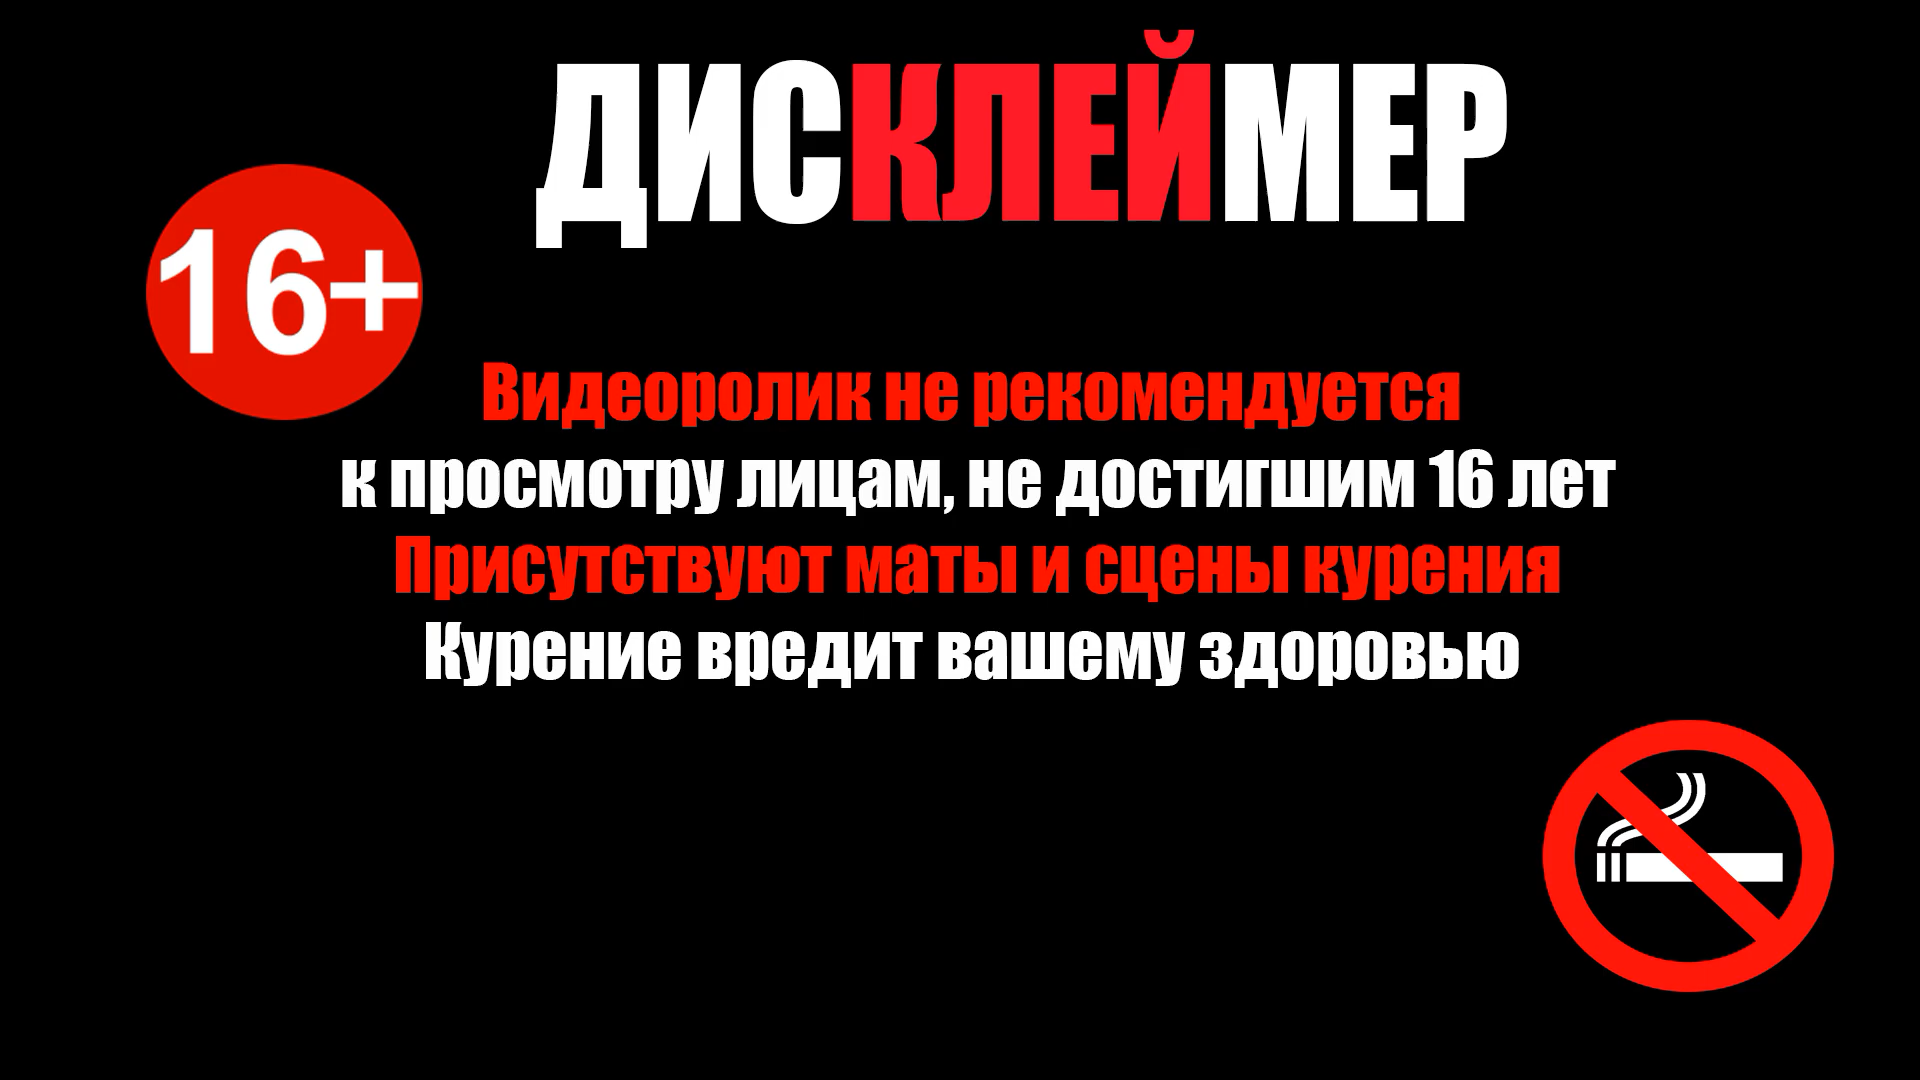 ДИСКЛЕЙМЕР
16+
Видеоролик не рекомендуется
к просмотру лицам, не достигшим 16 лет
Присутствуют маты и сцены курения
Курение вредит вашему здоровью